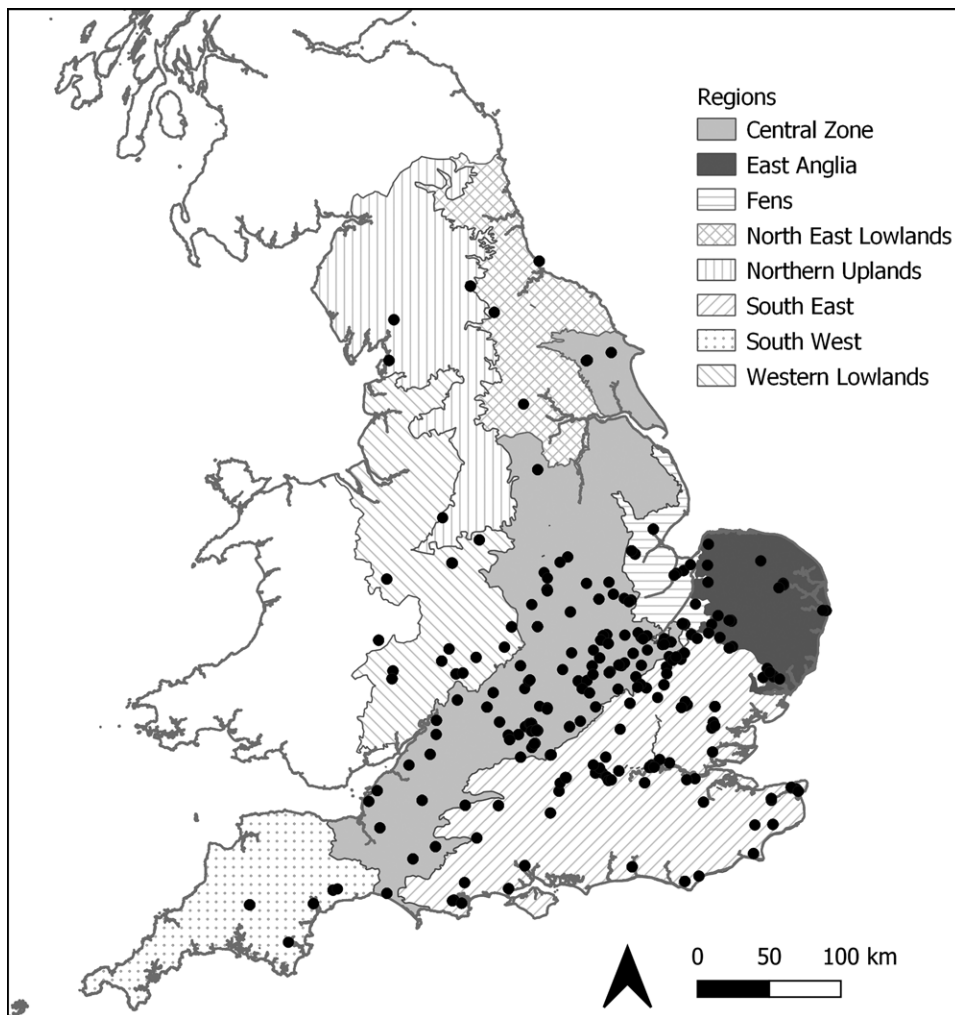 Regions
Central Zone
East Anglia
Fens
North East Lowlands
Northern Uplands
South East
South West
Western Lowlands
0 50 100 km